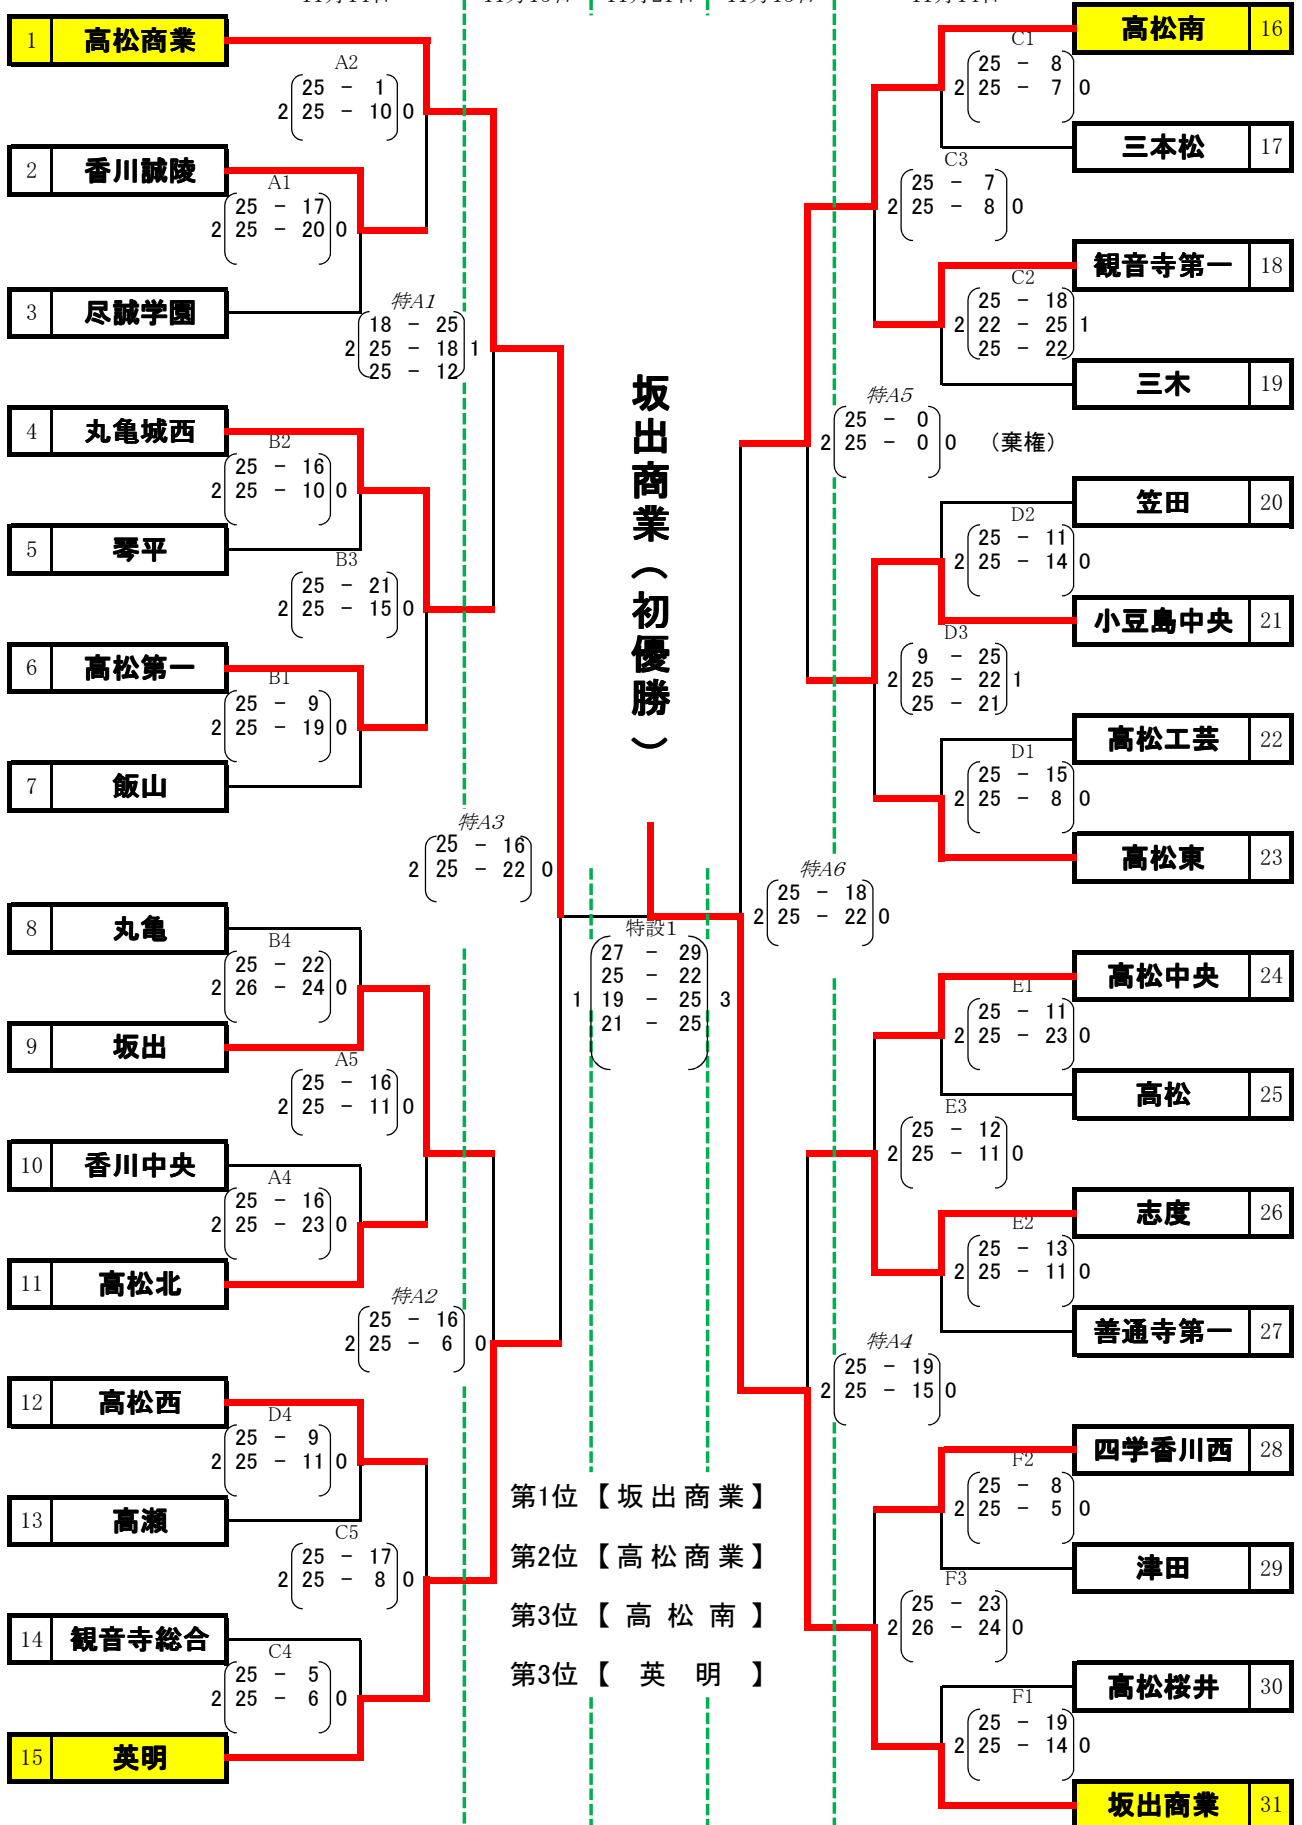 1 高松商業
A2
25 - 1
2 25 - 10 0
2 香川誠陵
A1
25 - 17
2 25 - 20 0
3 尽誠学園
特A1
18 - 25
2 25 - 18 1
25 - 12
4 丸亀城西
B2
25 - 16
2 25 - 10 0
5 琴平
B3
25 - 21
2 25 - 15 0
6 高松第一
B1
25 - 9
2 25 - 19 0
7 飯山
特A3
25 - 16
2 25 - 22 0
8 丸亀
B4
25 - 22
2 26 - 24 0
9 坂出
A5
25 - 16
2 25 - 11 0
10 香川中央
A4
25 - 16
2 25 - 23 0
11 高松北
特A2
25 - 16
2 25 - 6 0
12 高松西
D4
25 - 9
2 25 - 11 0
13 高瀬
C5
25 - 17
2 25 - 8 0
14 観音寺総合
C4
25 - 5
2 25 - 6 0
15 英明
坂出商業（初優勝）
特設1
27 - 29
25 - 22
1 19 - 25 3
21 - 25
第1位【坂出商業】
第2位【高松商業】
第3位【 高 松 南 】
第3位【 英 明 】
高松南 16
C1
25 - 8
2 25 - 7 0
三本松 17
C3
25 - 7
2 25 - 8 0
観音寺第一 18
C2
25 - 18
2 22 - 25 1
25 - 22
三木 19
特A5
25 - 0
2 25 - 0 0 （棄権）
笠田 20
D2
25 - 11
2 25 - 14 0
小豆島中央 21
D3
9 - 25
2 25 - 22 1
25 - 21
高松工芸 22
D1
25 - 15
2 25 - 8 0
高松東 23
特A6
25 - 18
2 25 - 22 0
高松中央 24
E1
25 - 11
2 25 - 23 0
高松 25
E3
25 - 12
2 25 - 11 0
志度 26
E2
25 - 13
2 25 - 11 0
善通寺第一 27
特A4
25 - 19
2 25 - 15 0
四学香川西 28
F2
25 - 8
2 25 - 5 0
津田 29
F3
25 - 23
2 26 - 24 0
高松桜井 30
F1
25 - 19
2 25 - 14 0
坂出商業 31